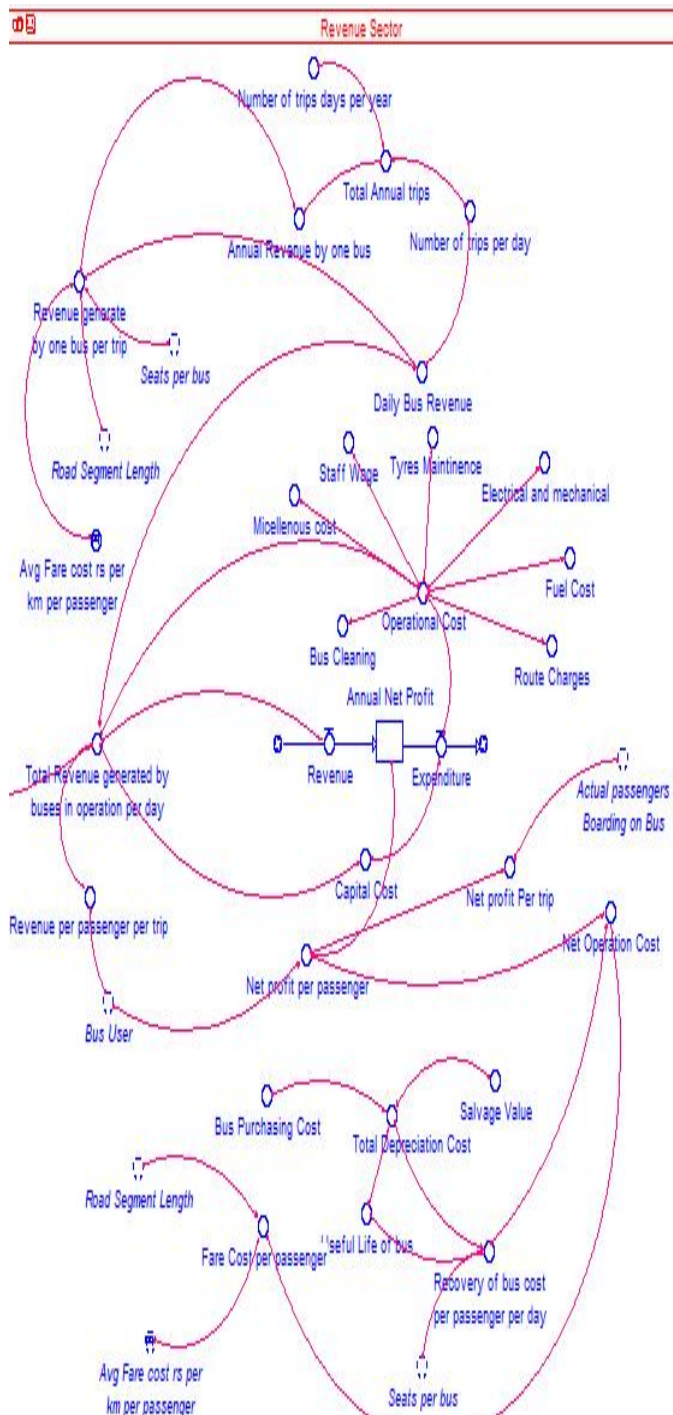 Revenue Sector
Number of trips days per year
Total Annual trips
Annual Revenue by one bus
Number of trips per day
Revenue generate
by one bus per trip
Seats per bus
Daily Bus Revenue
Road Segment Length
Staff Wage
Tyres Maintinence
Electrical and mechanical
Micellenous cost
Avg Fare cost rs per
km per passenger
Fuel Cost
Operational Cost
Bus Cleaning
Route Charges
Annual Net Profit
Total Revenue generated by
buses in operation per day
Revenue
Expenditure
Actual passengers
Boarding on Bus
Capital Cost
Net profit Per trip
Revenue per passenger per trip
Net Operation Cost
Net profit per passenger
Bus User
Bus Purchasing Cost
Total Depreciation Cost
Salvage Value
Road Segment Length
Fare Cost per passenger
Useful Life of bus
Recovery of bus cost
per passenger per day
Avg Fare cost rs per
km per passenger
Seats per bus